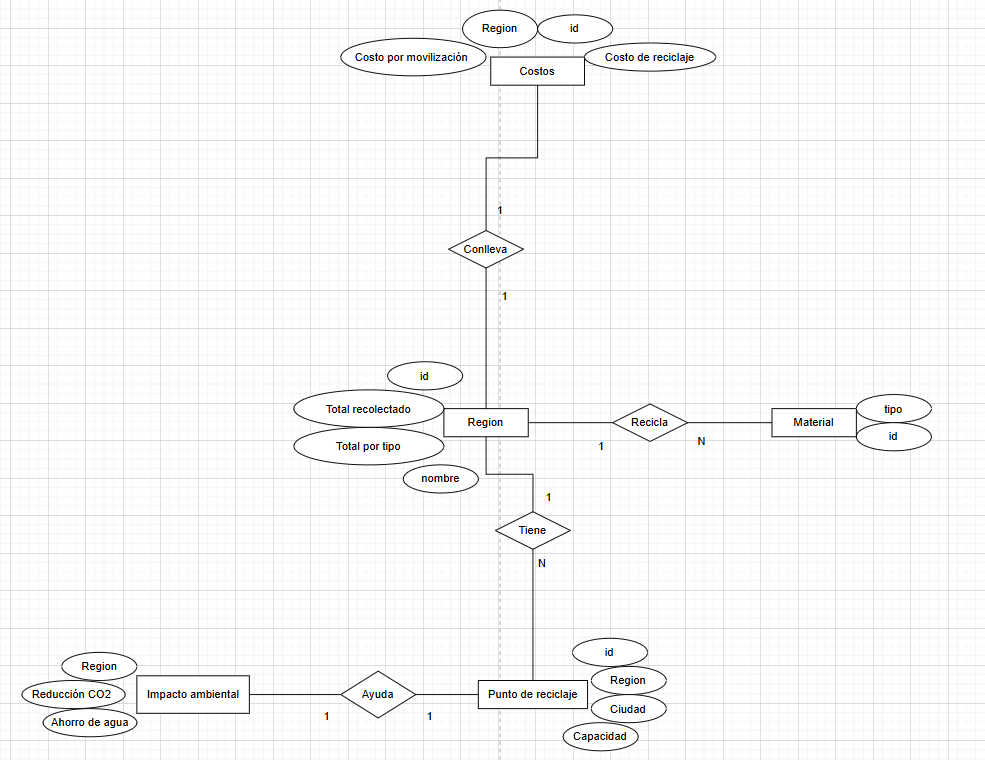 Region
id
Costo por movilización
Costo de reciclaje
Costos
1
Conlleva
1
id
Total recolectado
Region
Recicla
Material
tipo
id
1
N
Total por tipo
nombre
1
Tiene
N
id
Region
Region
Reducción CO2
Impacto ambiental
Ayuda
Punto de reciclaje
Ciudad
1
1
Ahorro de agua
Capacidad